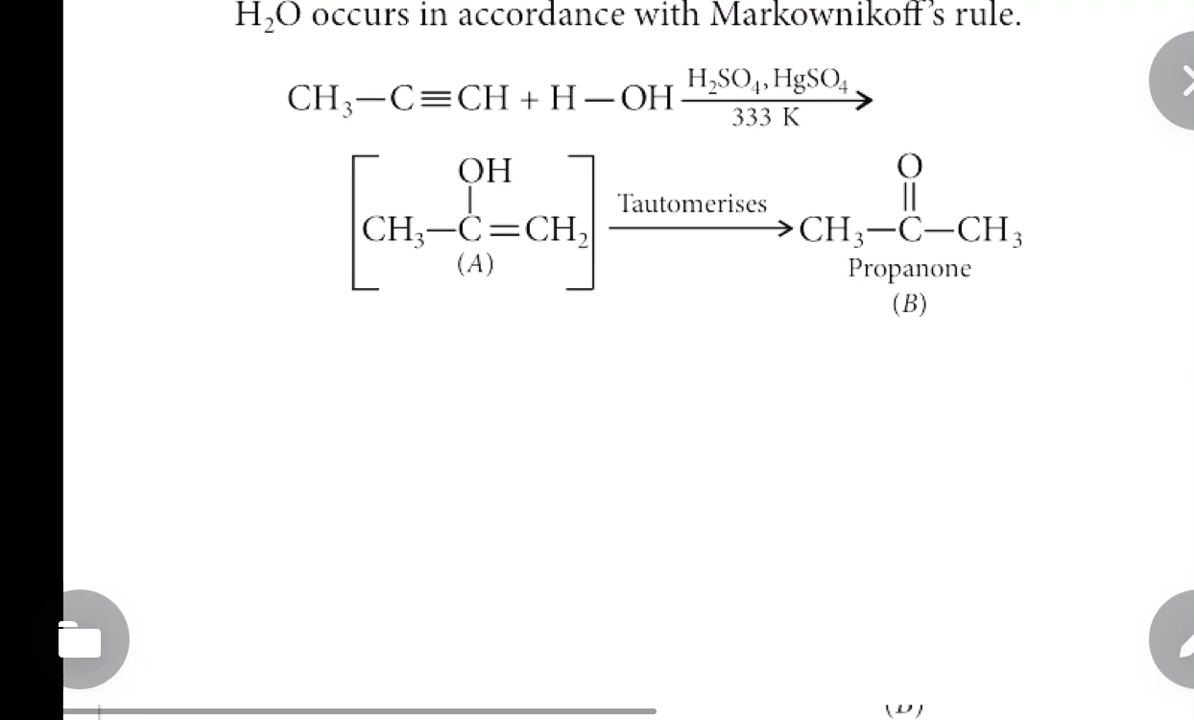 H₂O occurs in accordance with Markownikoff's rule.
CH₃—C≡CH + H—OH H₂SO₄, HgSO₄
333 K
OH
O
CH₃—C=CH₂ Tautomerises CH₃—C—CH₃
(A)
Propanone
(B)